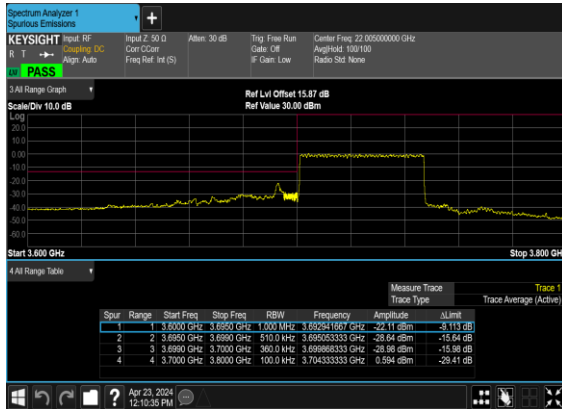 Spectrum Analyzer 1
Spurious Emissions
+
KEYSIGHT Input: RF Input Z: 50 Ω Atten: 30 dB Trig: Free Run Center Freq: 22.005000000 GHz
R T Coupling: DC Corr CCorr Gate: Off Avg|Hold: 100/100
Align: Auto Freq Ref: Int (S) IF Gain: Low Radio Std: None
PASS
3 All Range Graph
Ref Lvl Offset 15.87 dB
Scale/Div 10.0 dB Ref Value 30.00 dBm
Log
20.0
10.0
0.00
-10.0
-20.0
-30.0
-40.0
-50.0
-60.0
Start 3.600 GHz Stop 3.800 GH
4 All Range Table
Measure Trace Trace 1
Trace Type Trace Average (Active)
Spur Range Start Freq Stop Freq RBW Frequency Amplitude ΔLimit
1 1 3.6000 GHz 3.6950 GHz 1.000 MHz 3.692941667 GHz -22.11 dBm -9.113 dB
2 2 3.6950 GHz 3.6990 GHz 510.0 kHz 3.695053333 GHz -28.64 dBm -15.64 dB
3 3 3.6990 GHz 3.7000 GHz 360.0 kHz 3.699868333 GHz -28.98 dBm -15.98 dB
4 4 3.7000 GHz 3.8000 GHz 100.0 kHz 3.704333333 GHz 0.594 dBm -29.41 dB
? Apr 23, 2024
12:10:35 PM